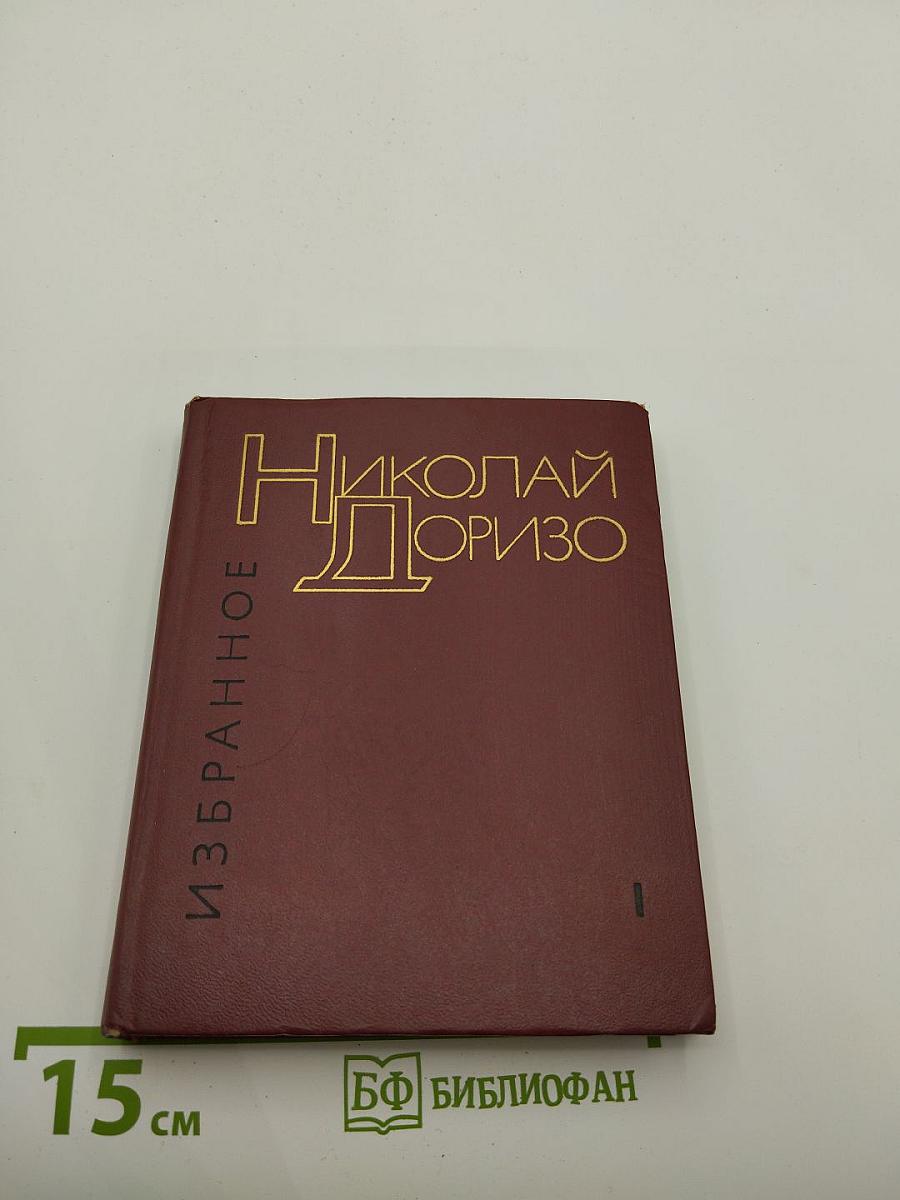 НИКОЛАЙ
ДОРИЗО
ИЗБРАННОЕ
I
15 см
БФ БИБЛИОФАН